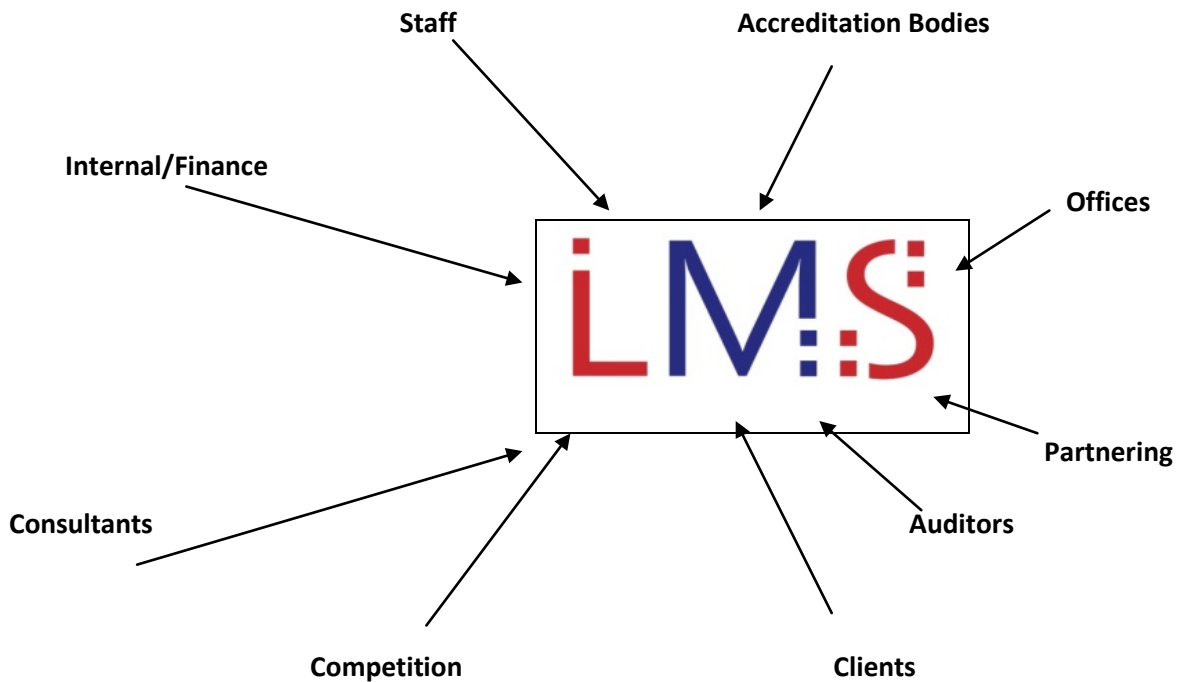 Staff
Accreditation Bodies
Internal/Finance
Offices
LMS
Partnering
Consultants
Auditors
Competition
Clients